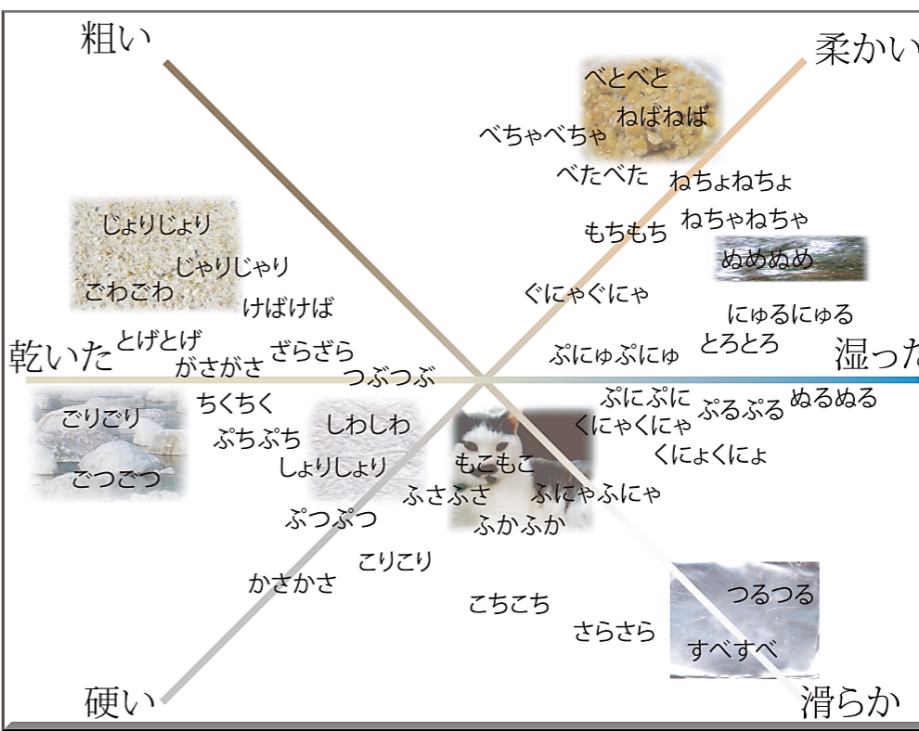 粗い
柔かい
べとべと
ねばねば
べちゃべちゃ
べたべた
ねちょねちょ
ねちゃねちゃ
もちもち
じょりじょり
じゃりじゃり
ごわごわ
けばけば
ぬめぬめ
ぐにゃぐにゃ
にゅるにゅる
とげとげ
とろとろ
乾いた
がさがさ
ざらざら
ぷにゅぷにゅ
湿った
つぶつぶ
ちくちく
ぷにぷに
ぷるぷる
ぬるぬる
ごりごり
ぷちぷち
しわしわ
くにゃくにゃ
くにょくにょ
ごつごつ
しょりしょり
もこもこ
ふさふさ
ふにゃふにゃ
ぷつぷつ
ふかふか
こりこり
かさかさ
こちこち
つるつる
さらさら
すべすべ
硬い
滑らか